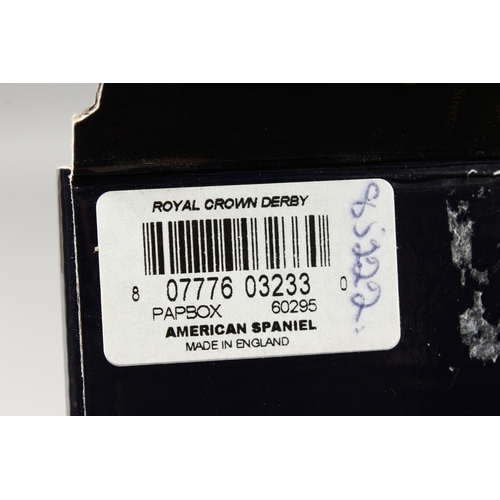 ROYAL CROWN DERBY
8 07776 03233 0
PAPBOX 60295
AMERICAN SPANIEL
MADE IN ENGLAND